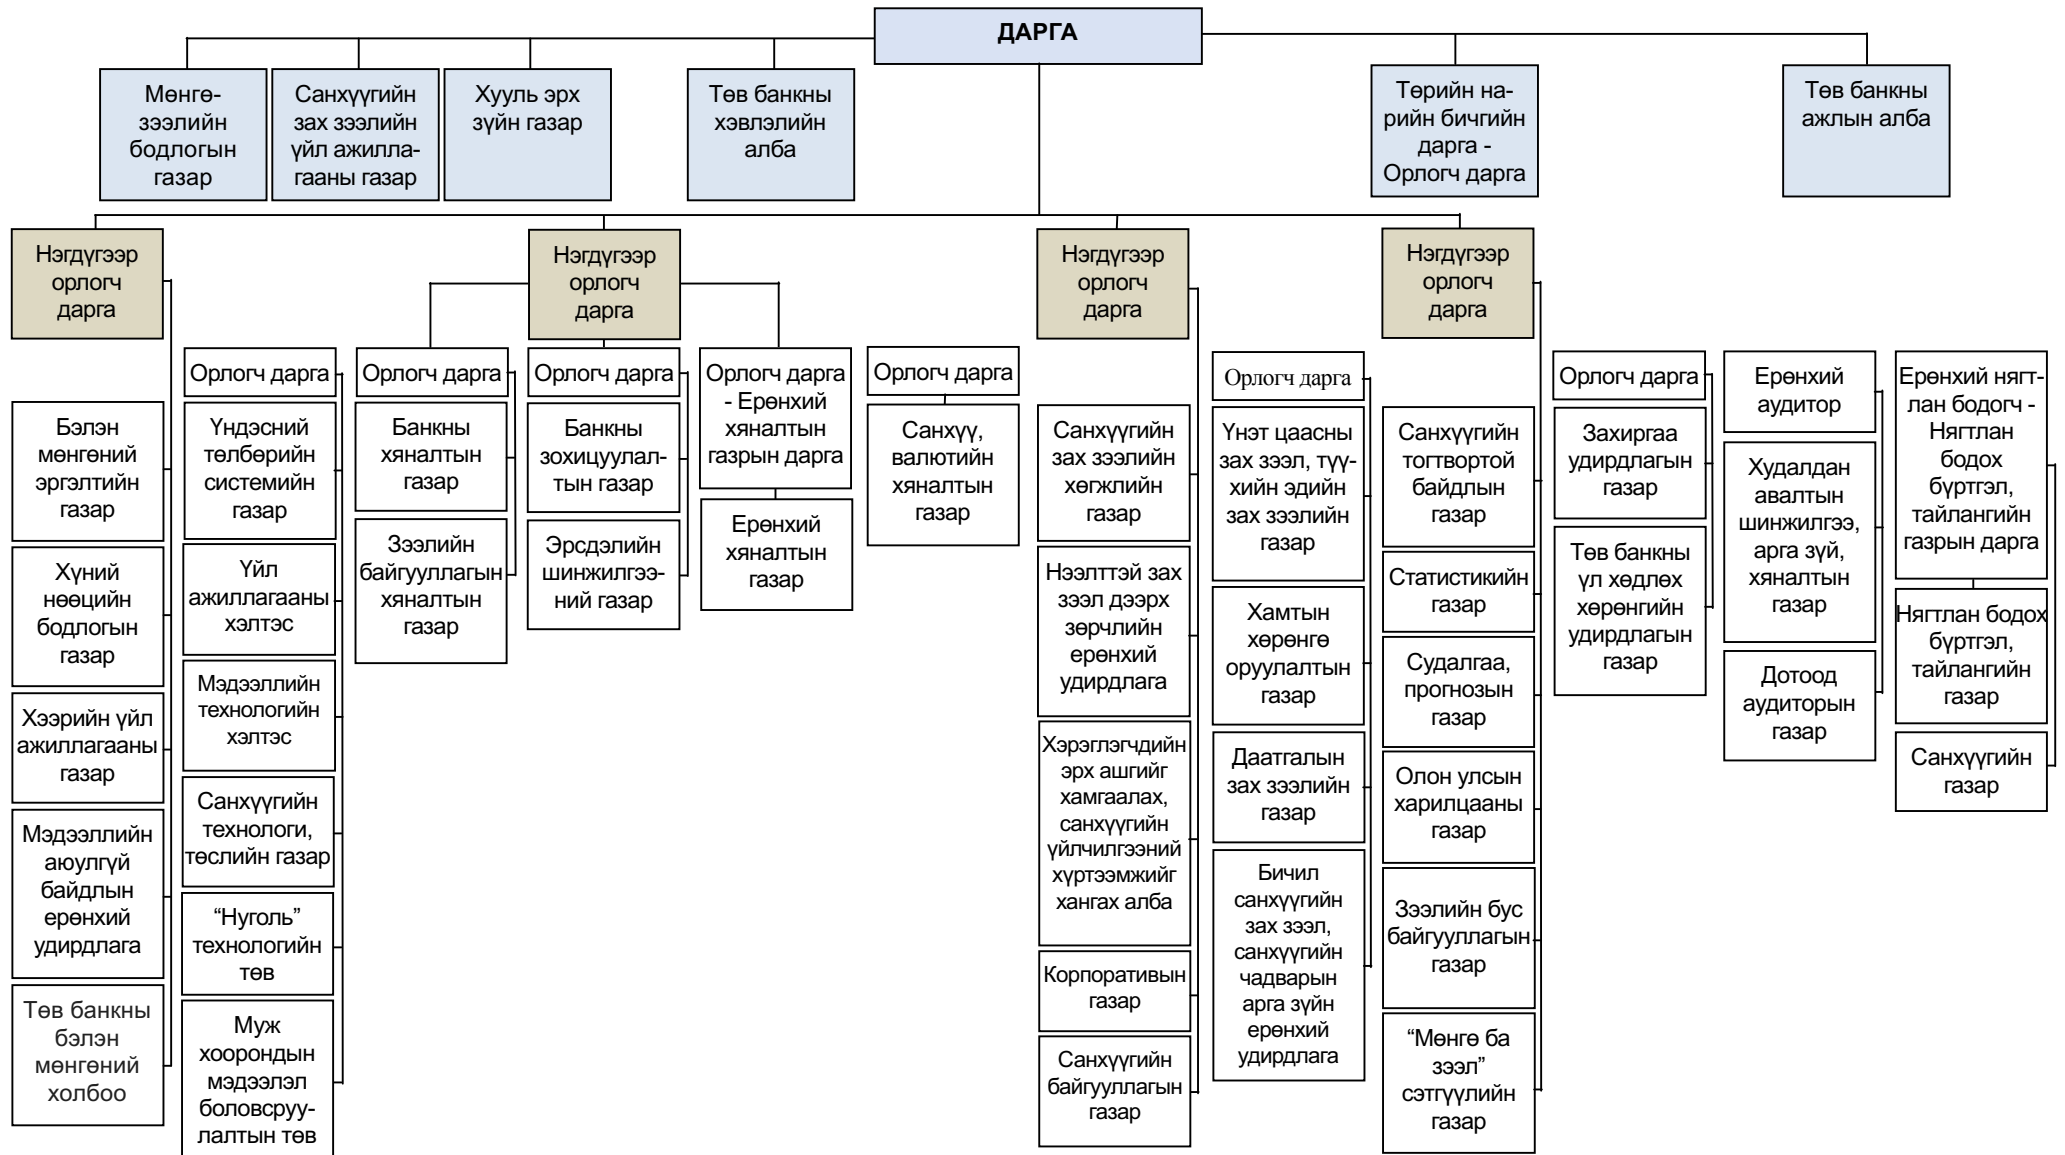 ДАРГА
Мөнгө-
зээлийн
бодлогын
газар
Санхүүгийн
зах зээлийн
үйл ажилла-
гааны газар
Хууль эрх
зүйн газар
Төв банкны
хэвлэлийн
алба
Төрийн на-
рийн бичгийн
дарга -
Орлогч дарга
Төв банкны
ажлын алба
Нэгдүгээр
орлогч
дарга
Бэлэн
мөнгөний
эргэлтийн
газар
Хүний
нөөцийн
бодлогын
газар
Хээрийн үйл
ажиллагааны
газар
Мэдээллийн
аюулгүй
байдлын
ерөнхий
удирдлага
Төв банкны
бэлэн
мөнгөний
холбоо
Орлогч дарга
Үндэсний
төлбөрийн
системийн
газар
Үйл
ажиллагааны
хэлтэс
Мэдээллийн
технологийн
хэлтэс
Санхүүгийн
технологи,
төслийн газар
“Нуголь”
технологийн
төв
Муж
хоорондын
мэдээлэл
боловсруу-
лалтын төв
Нэгдүгээр
орлогч
дарга
Орлогч дарга
Банкны
хяналтын
газар
Зээлийн
байгууллагын
хяналтын
газар
Орлогч дарга
Банкны
зохицуулал-
тын газар
Эрсдэлийн
шинжилгээ-
ний газар
Орлогч дарга
- Ерөнхий
хяналтын
газрын дарга
Ерөнхий
хяналтын
газар
Орлогч дарга
Санхүү,
валютийн
хяналтын
газар
Нэгдүгээр
орлогч
дарга
Санхүүгийн
зах зээлийн
хөгжлийн
газар
Нээлттэй зах
зээл дээрх
зөрчлийн
ерөнхий
удирдлага
Хэрэглэгчдийн
эрх ашгийг
хамгаалах,
санхүүгийн
үйлчилгээний
хүртээмжийг
хангах алба
Корпоративын
газар
Санхүүгийн
байгууллагын
газар
Орлогч дарга
Үнэт цаасны
зах зээл, түү-
хийн эдийн
зах зээлийн
газар
Хамтын
хөрөнгө
оруулалтын
газар
Даатгалын
зах зээлийн
газар
Бичил
санхүүгийн
зах зээл,
санхүүгийн
чадварын
арга зүйн
ерөнхий
удирдлага
Нэгдүгээр
орлогч
дарга
Санхүүгийн
тогтвортой
байдлын
газар
Статистикийн
газар
Судалгаа,
прогнозын
газар
Олон улсын
харилцааны
газар
Зээлийн бус
байгууллагын
газар
“Мөнгө ба
зээл”
сэтгүүлийн
газар
Орлогч дарга
Захиргаа
удирдлагын
газар
Төв банкны
үл хөдлөх
хөрөнгийн
удирдлагын
газар
Ерөнхий
аудитор
Худалдан
авалтын
шинжилгээ,
арга зүй,
хяналтын
газар
Дотоод
аудиторын
газар
Ерөнхий нягт-
лан бодогч -
Нягтлан
бодох
бүртгэл,
тайлангийн
газрын дарга
Нягтлан бодох
бүртгэл,
тайлангийн
газар
Санхүүгийн
газар